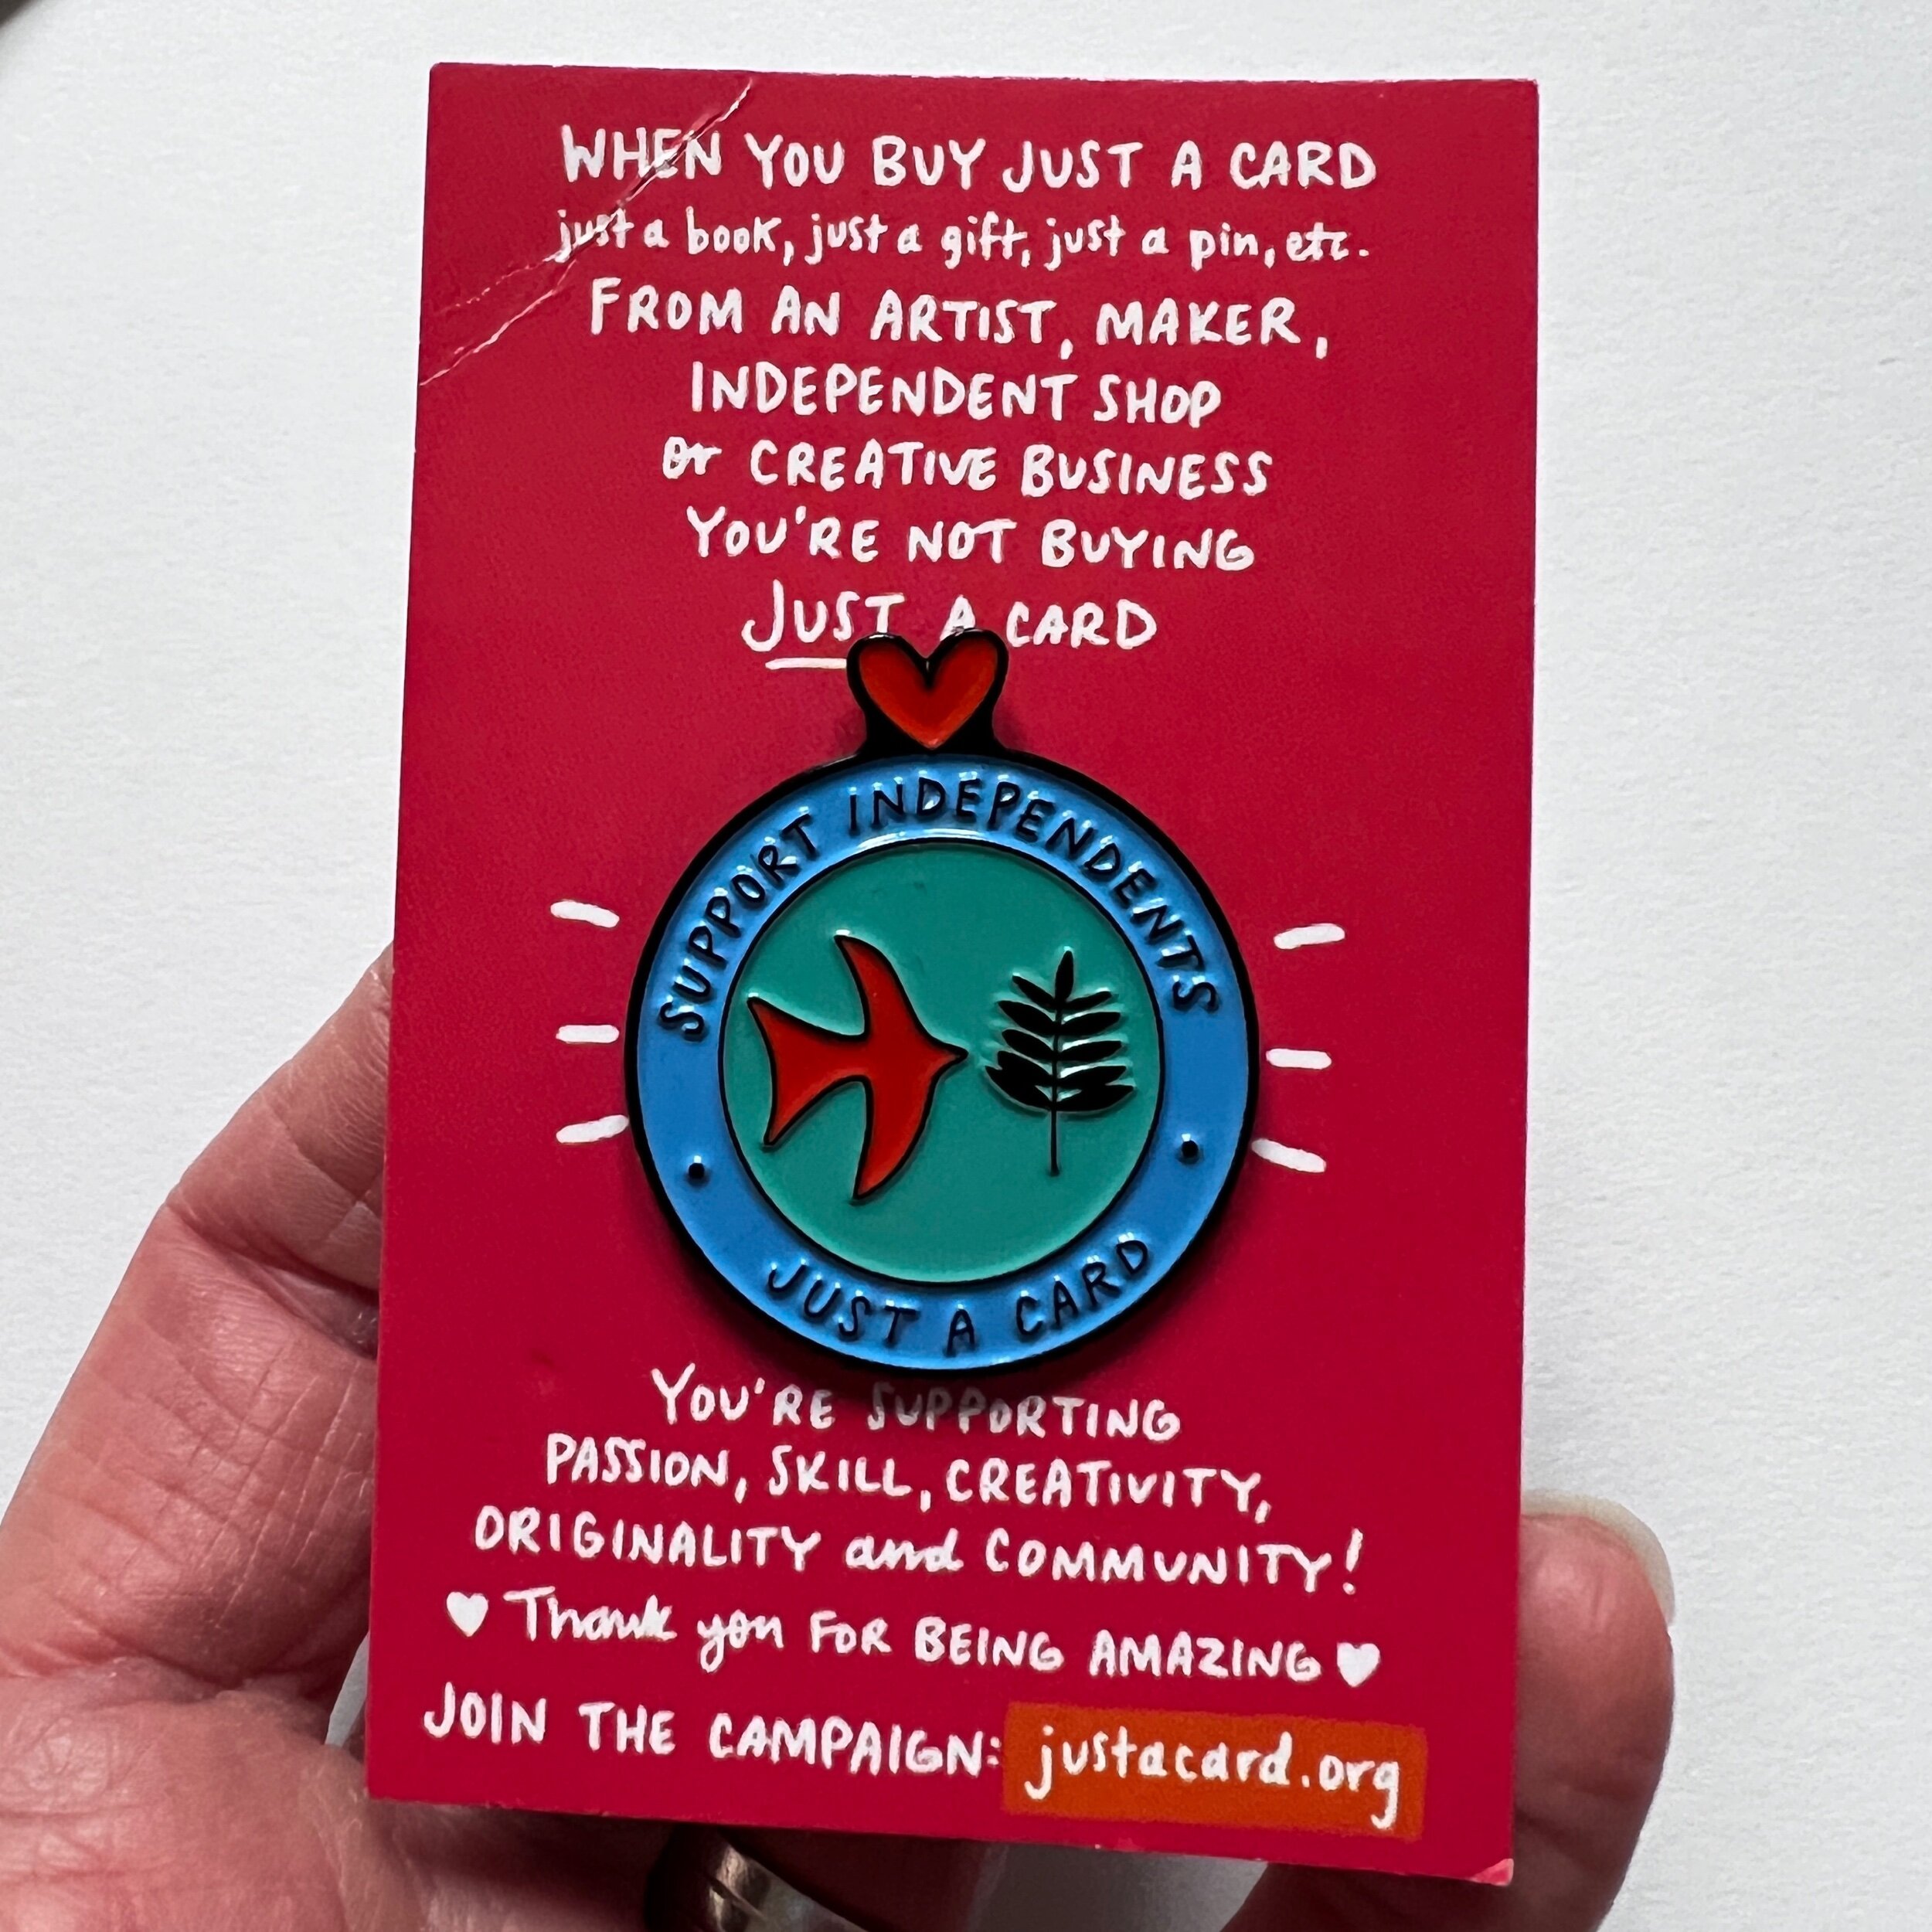 WHEN YOU BUY JUST A CARD
just a book, just a gift, just a pin, etc.
FROM AN ARTIST, MAKER,
INDEPENDENT SHOP
or CREATIVE BUSINESS
YOU'RE NOT BUYING
JUST A CARD
SUPPORT INDEPENDENTS
JUST A CARD
YOU'RE SUPPORTING
PASSION, SKILL, CREATIVITY,
ORIGINALITY and COMMUNITY!
♥ Thank you FOR BEING AMAZING ♥
JOIN THE CAMPAIGN: justacard.org